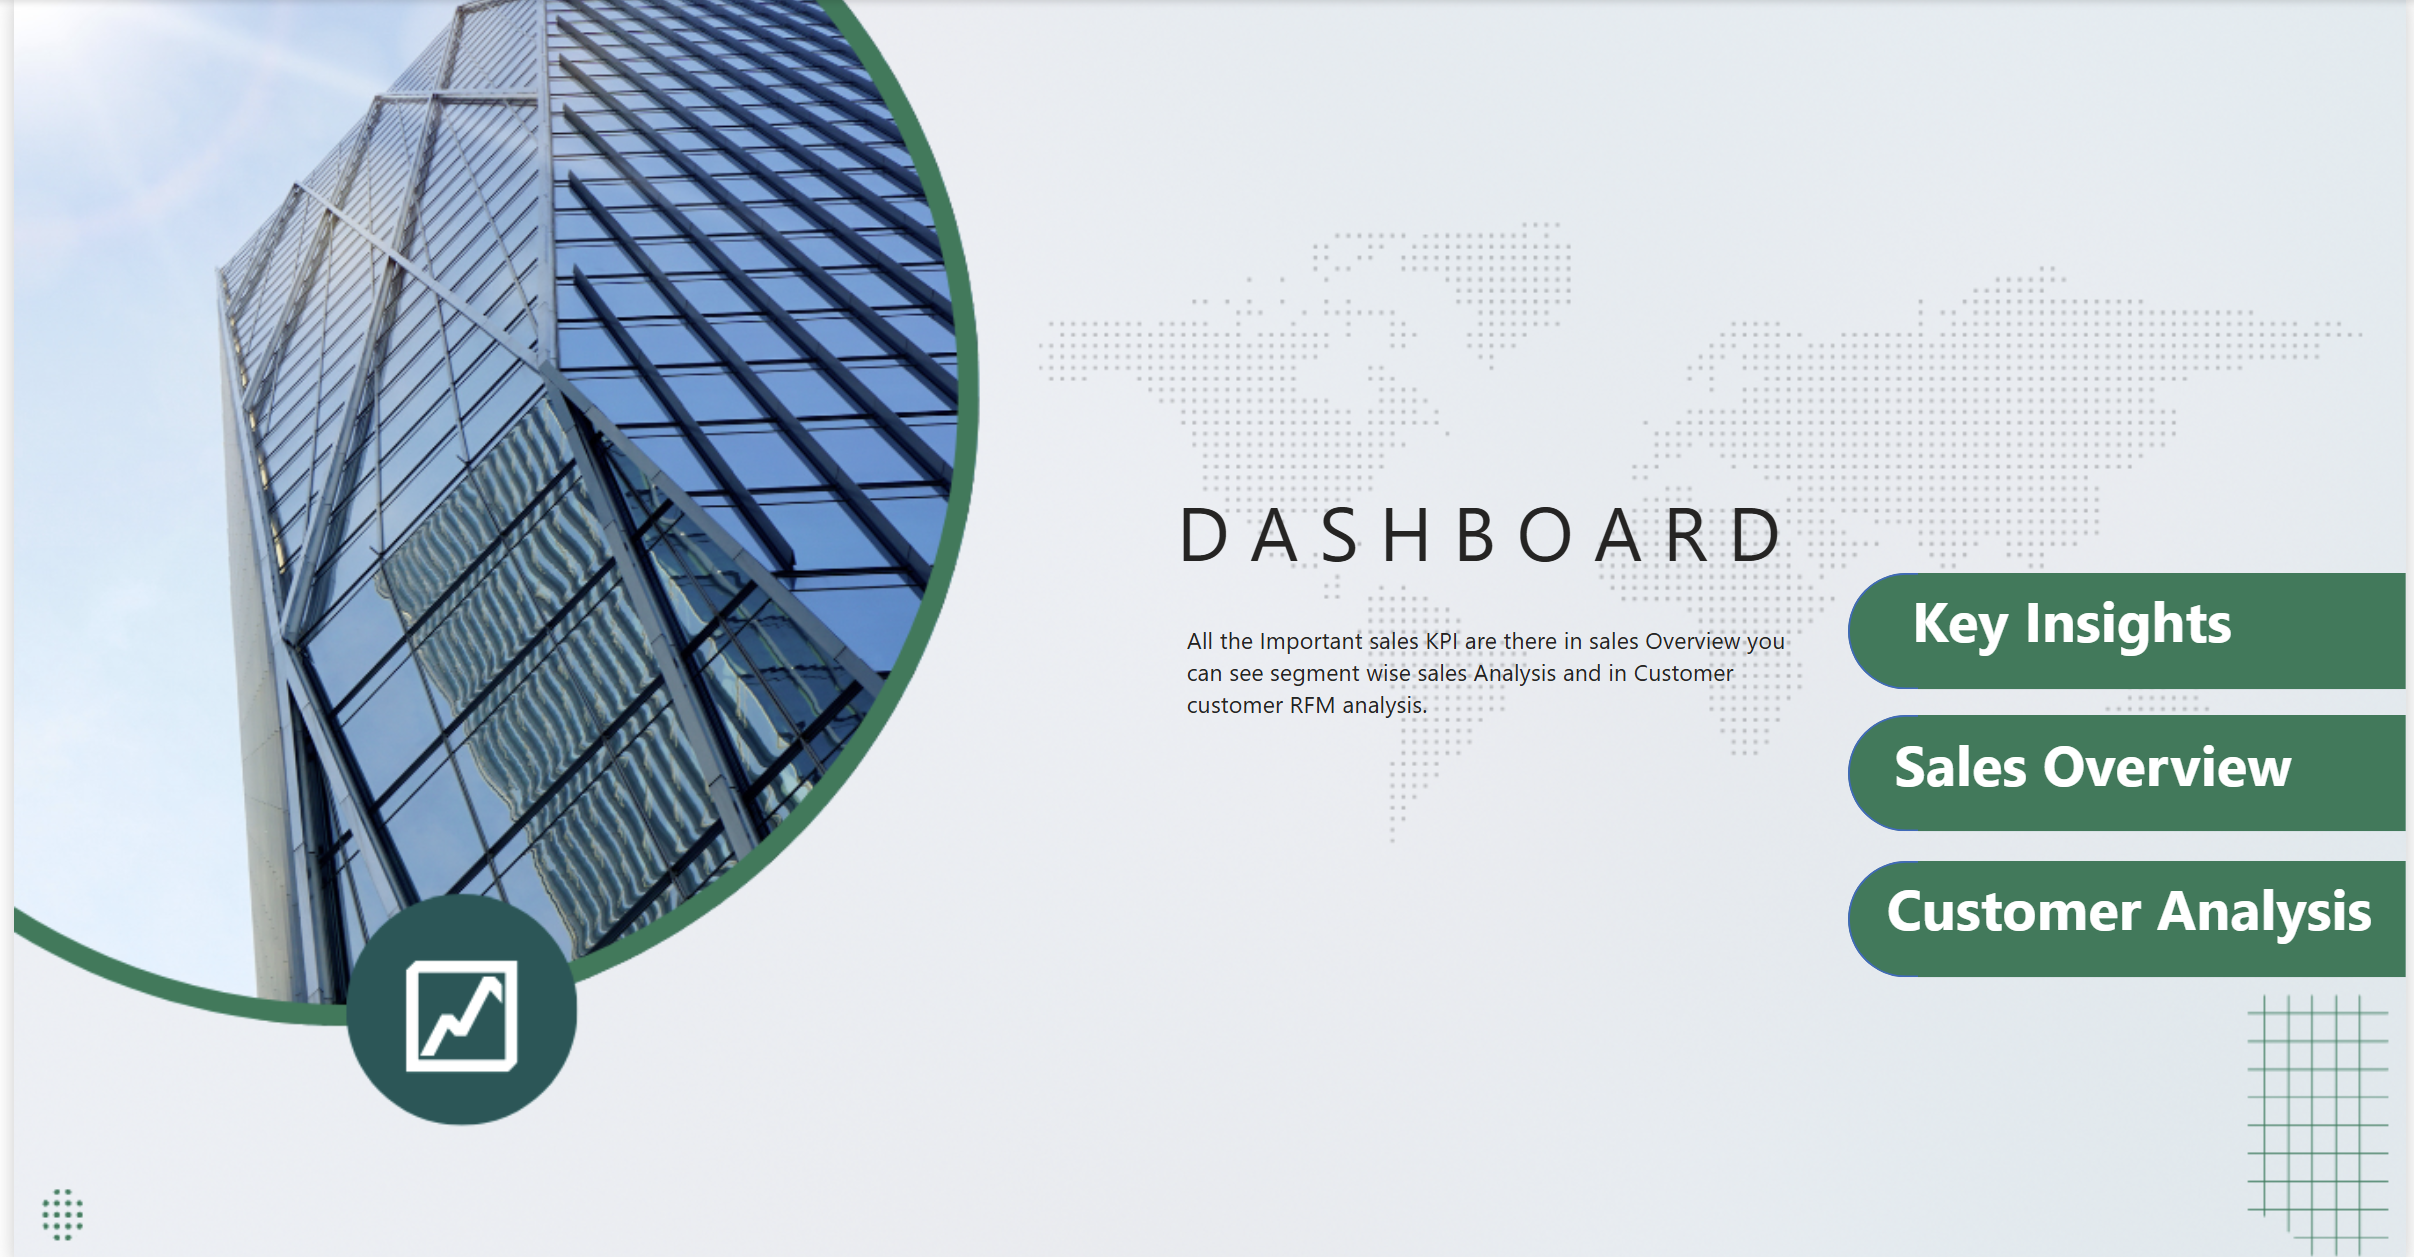 DASHBOARD
All the Important sales KPI are there in sales Overview you
can see segment wise sales Analysis and in Customer
customer RFM analysis.
Key Insights
Sales Overview
Customer Analysis